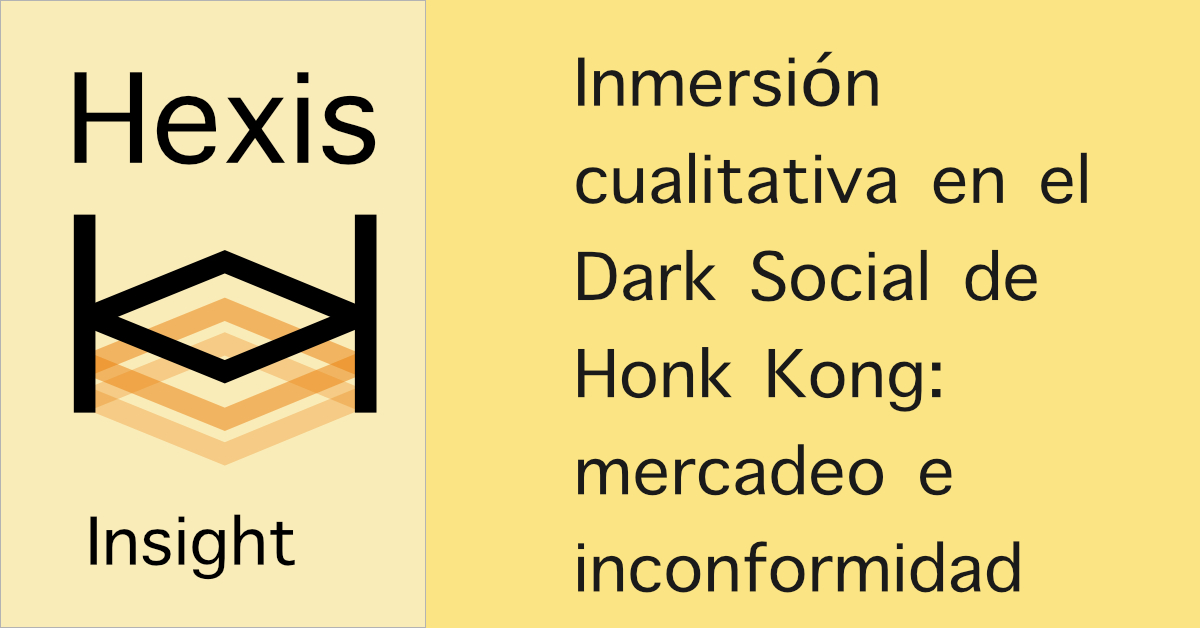 Hexis
Insight
Inmersión
cualitativa en el
Dark Social de
Honk Kong:
mercadeo e
inconformidad